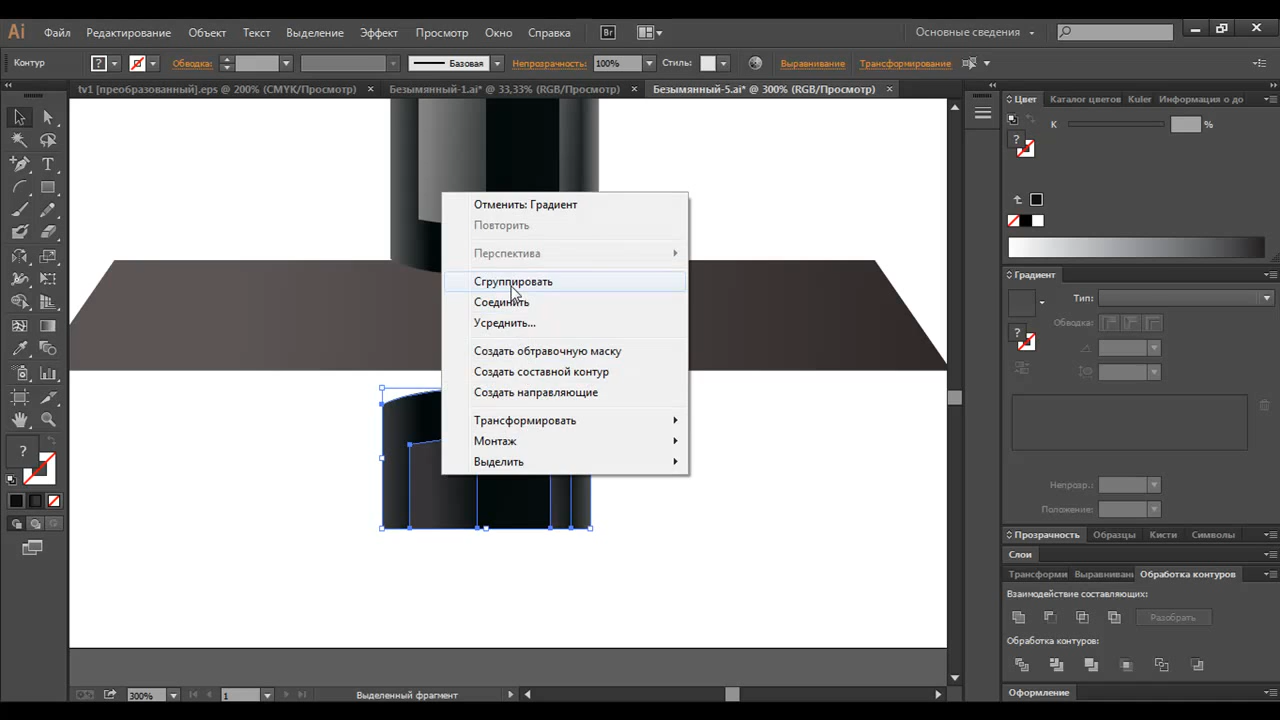 Ai Файл Редактирование Объект Текст Выделение Эффект Просмотр Окно Справка Br Основные сведения
Контур ? Обводка: Базовая Непрозрачность: 100% Стиль: Выравнивание Трансформирование
tv1 [преобразованный].eps @ 200% (CMYK/Просмотр) × Безымянный-1.ai* @ 33,33% (RGB/Просмотр) × Безымянный-5.ai* @ 300% (RGB/Просмотр) ×
Цвет Каталог цветов Kuler Информация о до
? K %
Отменить: Градиент
Повторить
Перспектива
Сгруппировать
Соединить
Усреднить...
Создать обтравочную маску
Создать составной контур
Создать направляющие
Трансформировать
Монтаж
Выделить
Градиент
Тип:
? Обводка:
Непрозр.:
Положение:
?
Прозрачность Образцы Кисти Символы
Слои
Трансформи Выравнивани Обработка контуров
Взаимодействие составляющих:
Разобрать
Обработка контуров:
Оформление
300% 1 Выделенный фрагмент